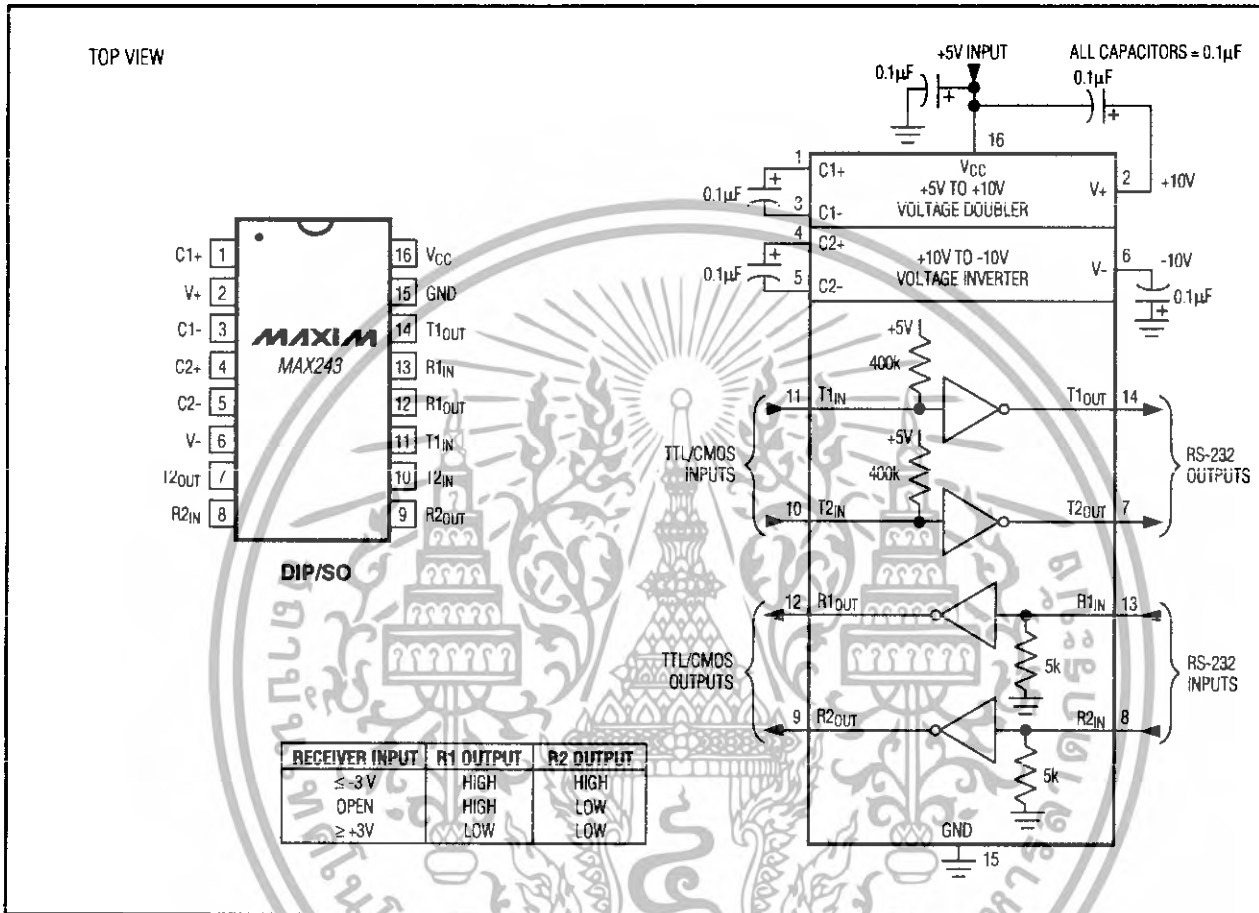 TOP VIEW
+5V INPUT
ALL CAPACITORS = 0.1µF
0.1µF
0.1µF
16
1
C1+
VCC
+5V TO +10V
VOLTAGE DOUBLER
V+
2
+10V
0.1µF
3
C1-
4
C2+
+10V TO -10V
VOLTAGE INVERTER
V-
6
-10V
0.1µF
5
C2-
0.1µF
C1+ 1
V+ 2
C1- 3
C2+ 4
C2- 5
V- 6
T2OUT 7
R2IN 8
MAXIM
MAX243
16 VCC
15 GND
14 T1OUT
13 R1IN
12 R1OUT
11 T1IN
10 T2IN
9 R2OUT
DIP/SO
+5V
400k
11 T1IN
T1OUT 14
TTL/CMOS
INPUTS
+5V
400k
RS-232
OUTPUTS
10 T2IN
T2OUT 7
12 R1OUT
R1IN 13
TTL/CMOS
OUTPUTS
5k
RS-232
INPUTS
9 R2OUT
R2IN 8
5k
GND
15
RECEIVER INPUT R1 OUTPUT R2 OUTPUT
≤ -3 V HIGH HIGH
OPEN HIGH LOW
≥ +3V LOW LOW